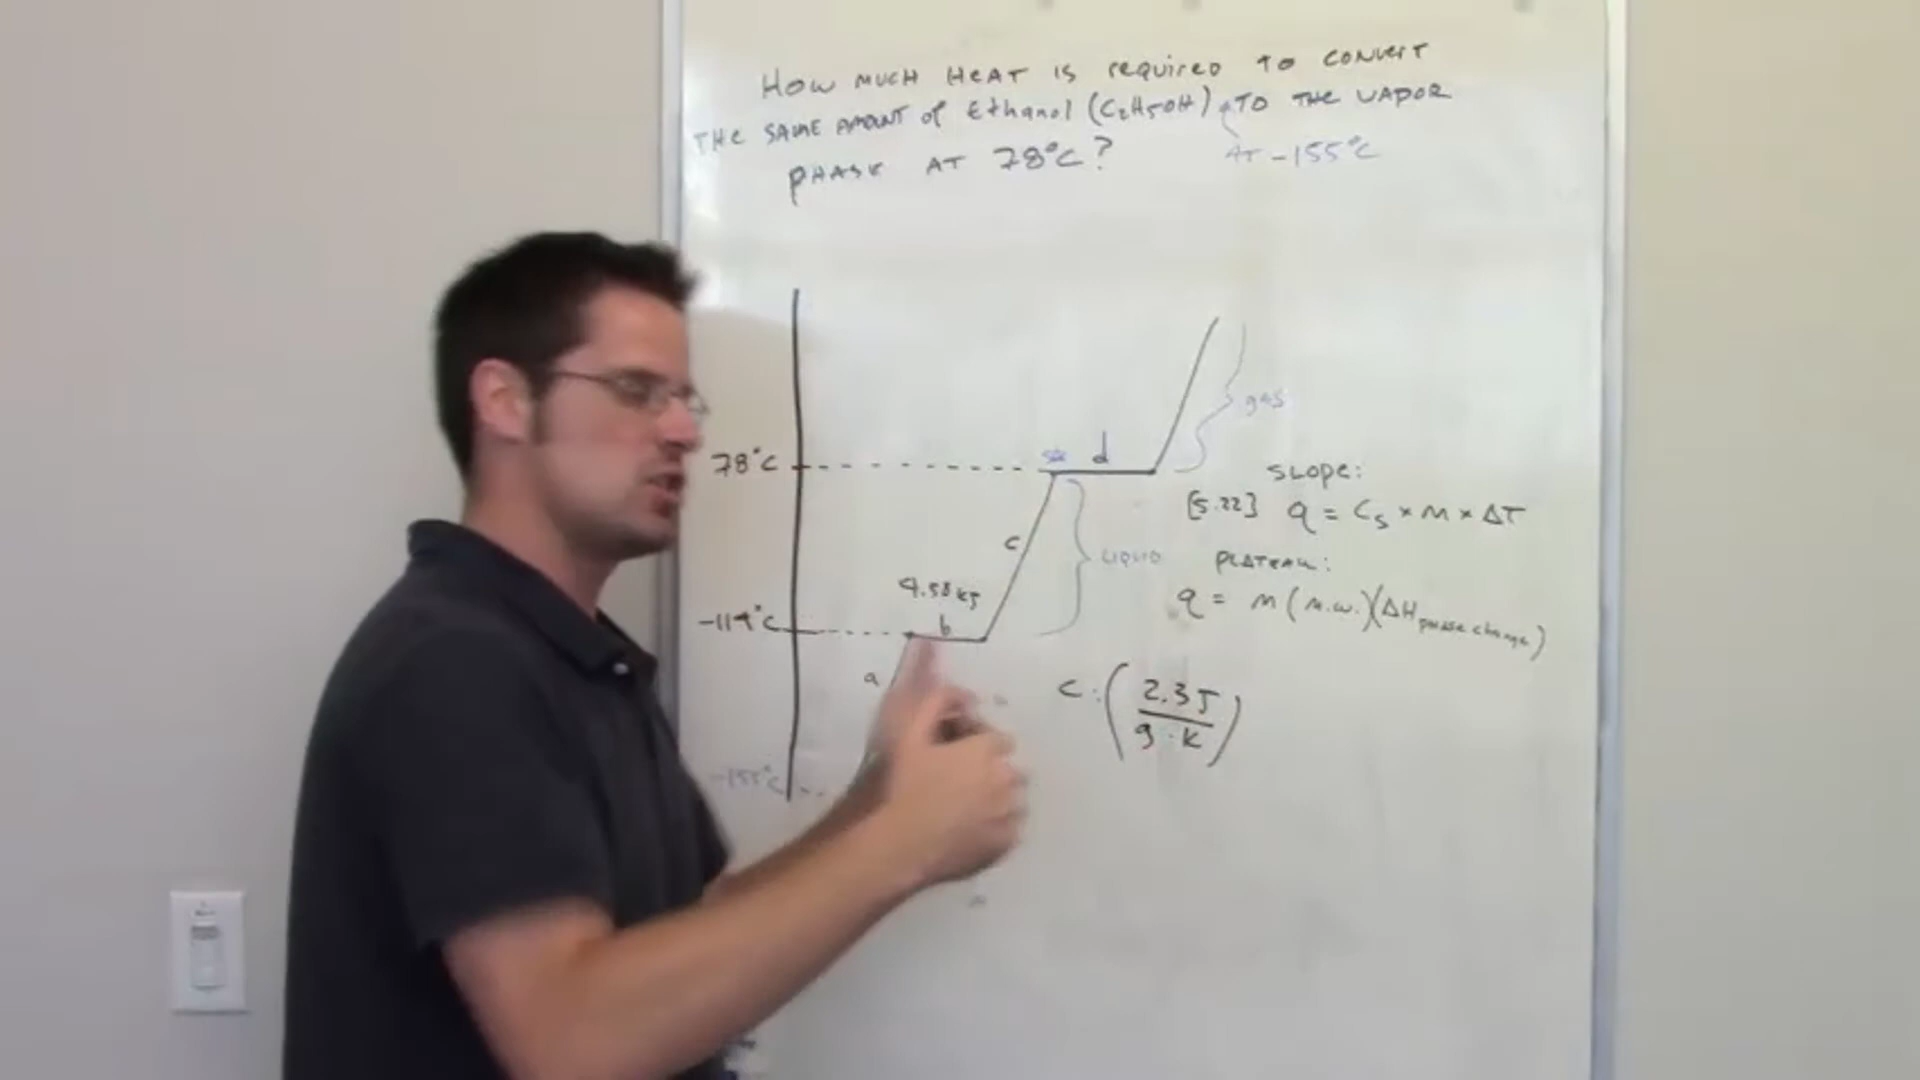 HOW MUCH HEAT IS required TO CONVERT
THE SAME AMOUNT of Ethanol (C₂H₅OH) TO THE VAPOR
AT -155°C
PHASE AT 78°C?
gas
78°C
d
SLOPE:
[5.22] q = Cₛ × m × ΔT
c
LIQUID
PLATEAU:
4.58 kJ
q = m (m.w.)(ΔH phase change)
-114°C
b
a
c: (2.3 J / g · K)
-155°C